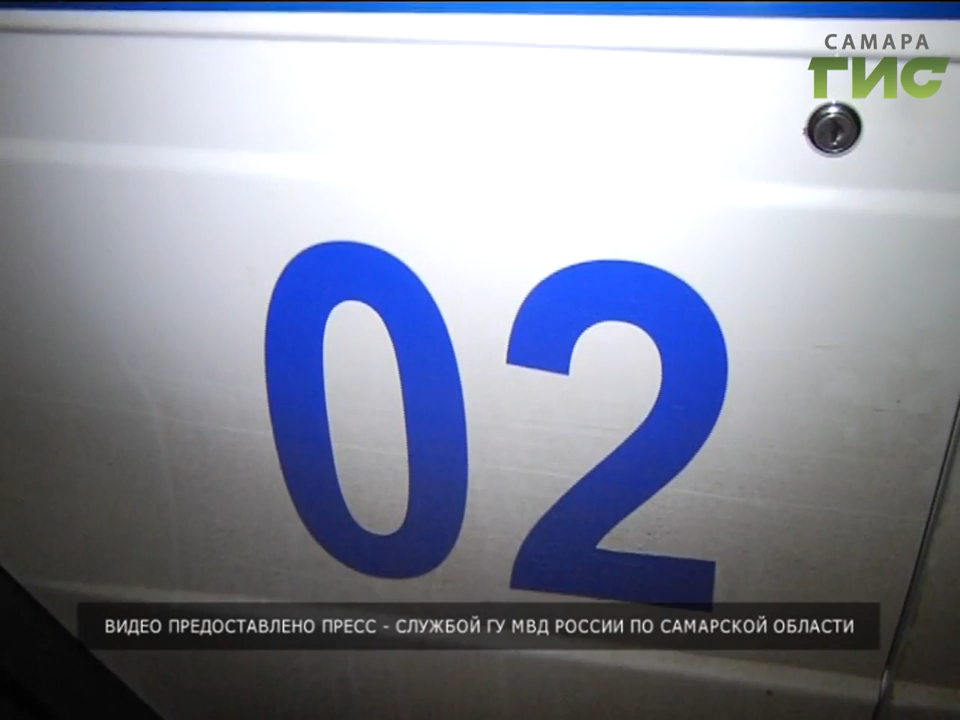 САМАРА
ГИС
02
ВИДЕО ПРЕДОСТАВЛЕНО ПРЕСС - СЛУЖБОЙ ГУ МВД РОССИИ ПО САМАРСКОЙ ОБЛАСТИ